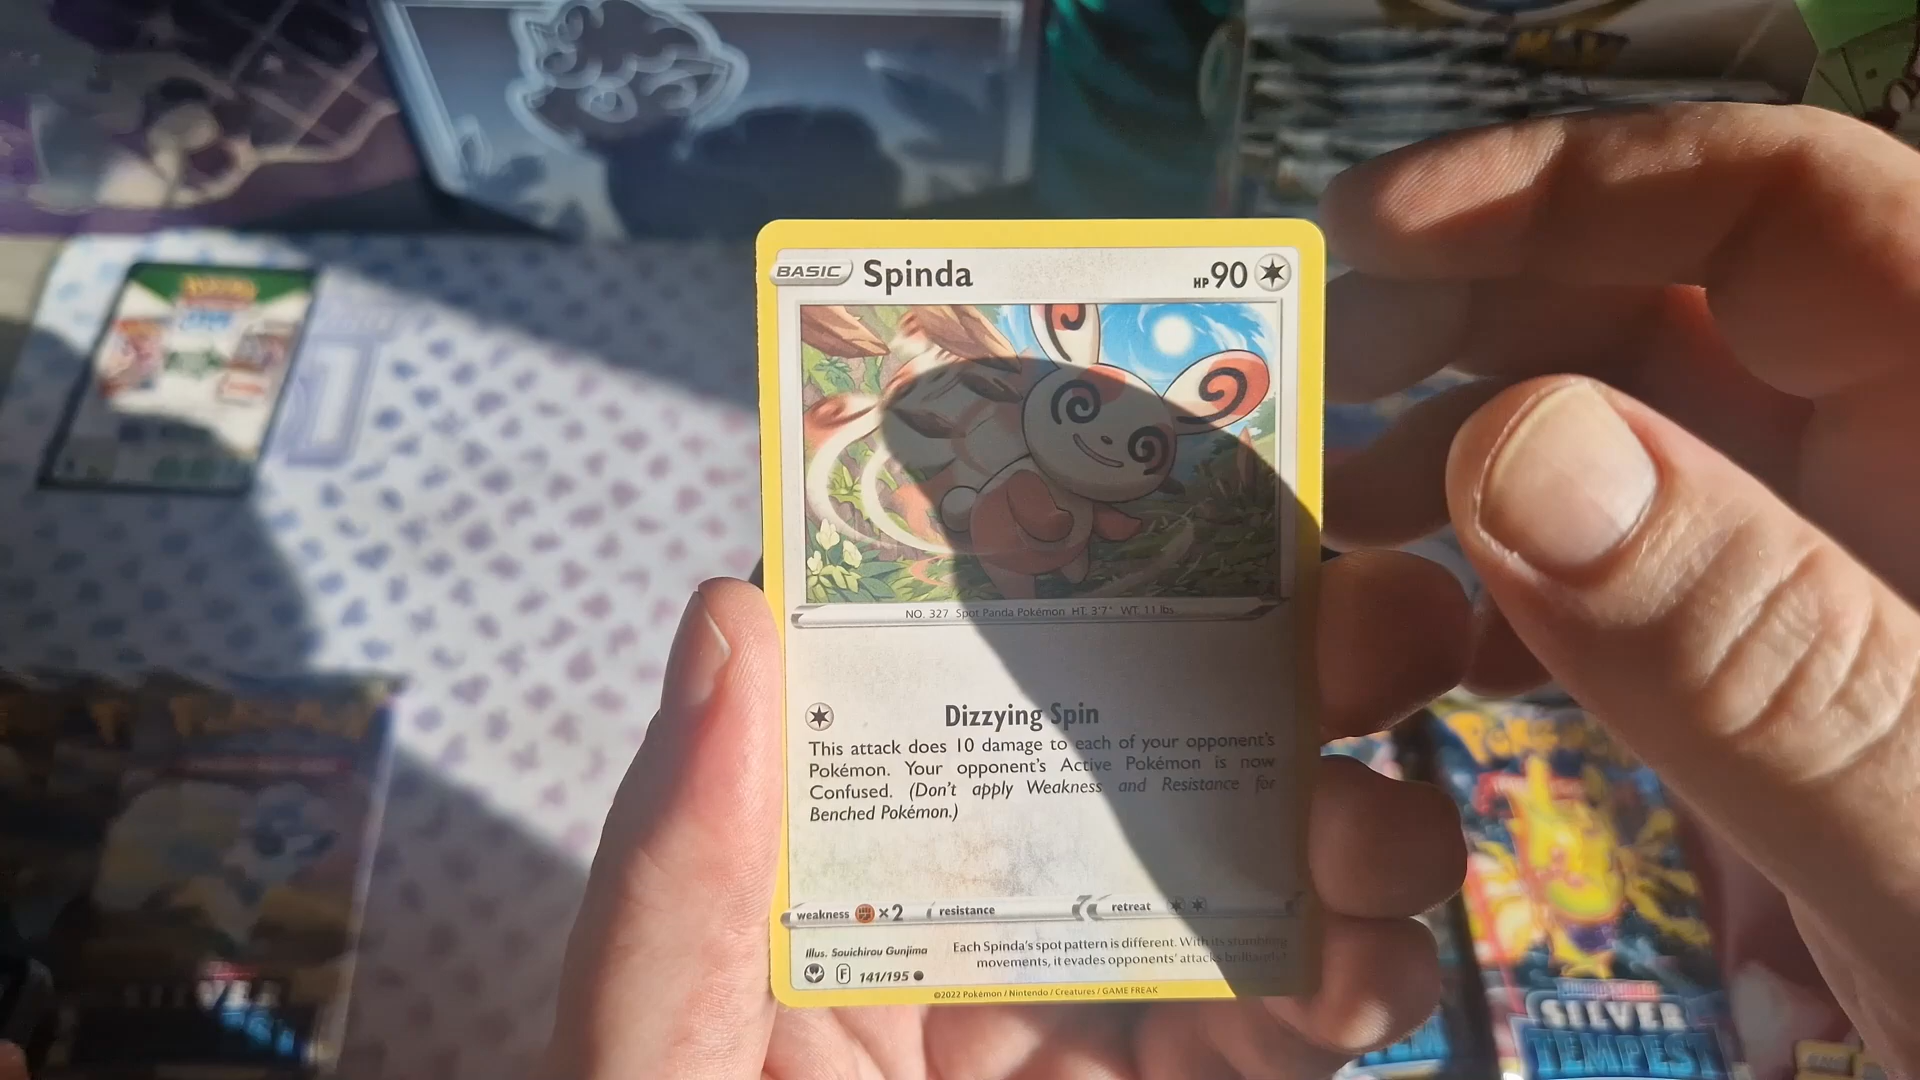 BASIC Spinda HP 90
NO. 327 Spot Panda Pokémon HT. 3'7" WT. 11 lbs.
Dizzying Spin
This attack does 10 damage to each of your opponent's
Pokémon. Your opponent's Active Pokémon is now
Confused. (Don't apply Weakness and Resistance for
Benched Pokémon.)
weakness ×2 resistance retreat
Illus. Souichirou Gunjima
Each Spinda's spot pattern is different. With its stumbling
movements, it evades opponents' attacks brilliantly!
F 141/195
©2022 Pokémon / Nintendo / Creatures / GAME FREAK
SILVER
TEMPEST